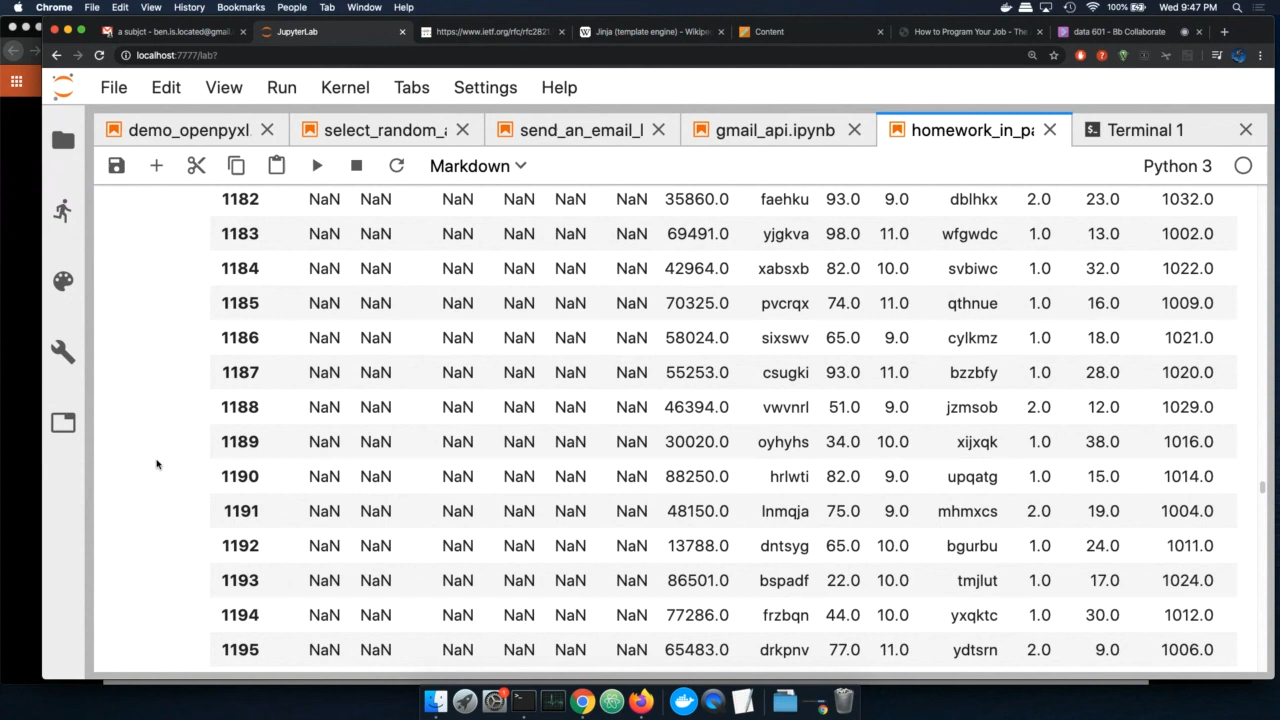 Chrome File Edit View History Bookmarks People Tab Window Help 100% Wed 9:47 PM
a subjct - ben.is.located@gmail. JupyterLab https://www.ietf.org/rfc/rfc2821 Jinja (template engine) - Wikipe Content How to Program Your Job - The data 601 - Bb Collaborate
localhost:7777/lab?
File Edit View Run Kernel Tabs Settings Help
demo_openpyxl. select_random_a send_an_email_l gmail_api.ipynb homework_in_pa Terminal 1
Markdown Python 3
1182 NaN NaN NaN NaN NaN NaN 35860.0 faehku 93.0 9.0 dblhkx 2.0 23.0 1032.0
1183 NaN NaN NaN NaN NaN NaN 69491.0 yjgkva 98.0 11.0 wfgwdc 1.0 13.0 1002.0
1184 NaN NaN NaN NaN NaN NaN 42964.0 xabsxb 82.0 10.0 svbiwc 1.0 32.0 1022.0
1185 NaN NaN NaN NaN NaN NaN 70325.0 pvcrqx 74.0 11.0 qthnue 1.0 16.0 1009.0
1186 NaN NaN NaN NaN NaN NaN 58024.0 sixswv 65.0 9.0 cylkmz 1.0 18.0 1021.0
1187 NaN NaN NaN NaN NaN NaN 55253.0 csugki 93.0 11.0 bzzbfy 1.0 28.0 1020.0
1188 NaN NaN NaN NaN NaN NaN 46394.0 vwvnrl 51.0 9.0 jzmsob 2.0 12.0 1029.0
1189 NaN NaN NaN NaN NaN NaN 30020.0 oyhyhs 34.0 10.0 xijxqk 1.0 38.0 1016.0
1190 NaN NaN NaN NaN NaN NaN 88250.0 hrlwti 82.0 9.0 upqatg 1.0 15.0 1014.0
1191 NaN NaN NaN NaN NaN NaN 48150.0 lnmqja 75.0 9.0 mhmxcs 2.0 19.0 1004.0
1192 NaN NaN NaN NaN NaN NaN 13788.0 dntsyg 65.0 10.0 bgurbu 1.0 24.0 1011.0
1193 NaN NaN NaN NaN NaN NaN 86501.0 bspadf 22.0 10.0 tmjlut 1.0 17.0 1024.0
1194 NaN NaN NaN NaN NaN NaN 77286.0 frzbqn 44.0 10.0 yxqktc 1.0 30.0 1012.0
1195 NaN NaN NaN NaN NaN NaN 65483.0 drkpnv 77.0 11.0 ydtsrn 2.0 9.0 1006.0